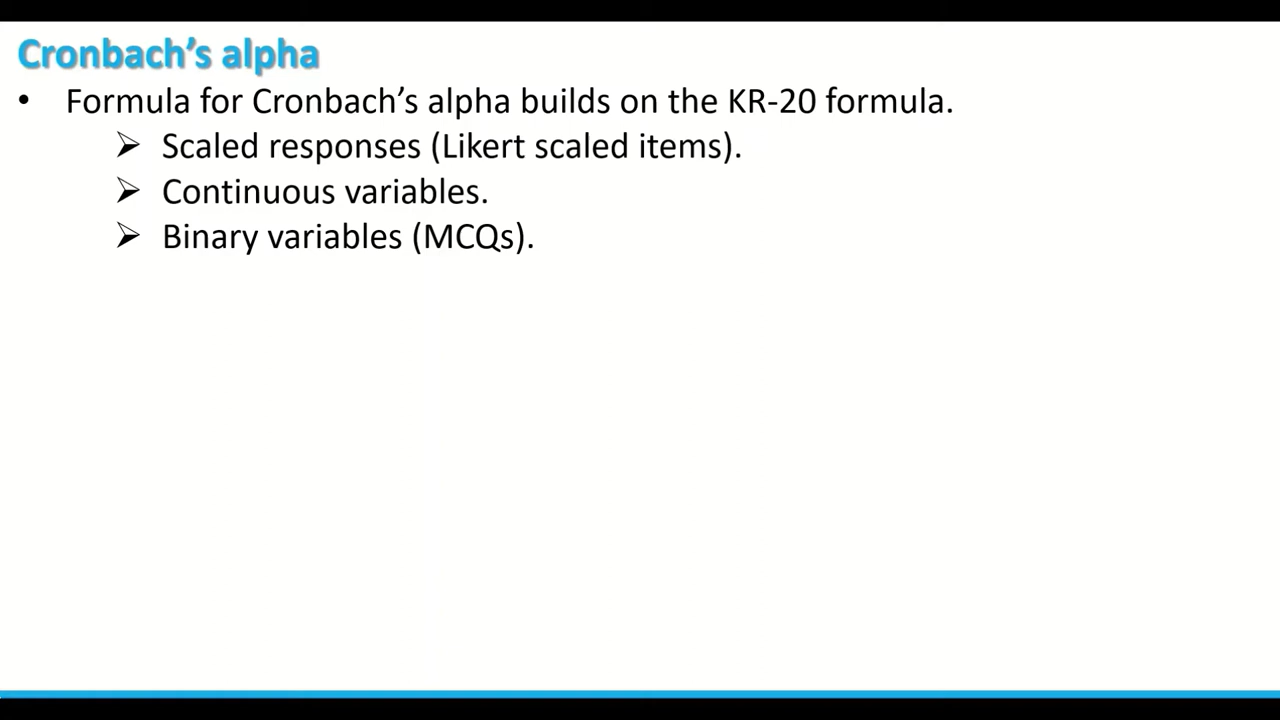 Cronbach’s alpha
• Formula for Cronbach’s alpha builds on the KR-20 formula.
➢ Scaled responses (Likert scaled items).
➢ Continuous variables.
➢ Binary variables (MCQs).